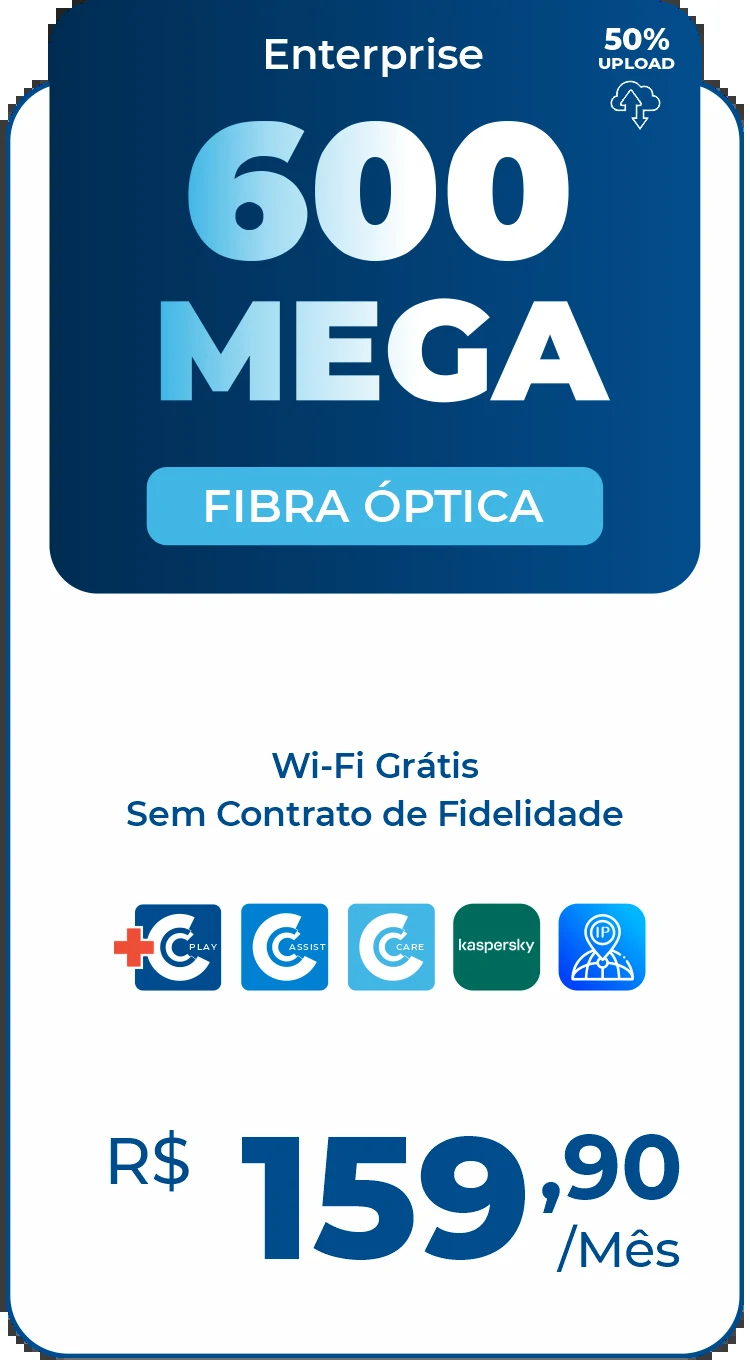 Enterprise
50%
UPLOAD
600
MEGA
FIBRA ÓPTICA
Wi-Fi Grátis
Sem Contrato de Fidelidade
PLAY
ASSIST
CARE
kaspersky
IP
R$ 159,90
/Mês